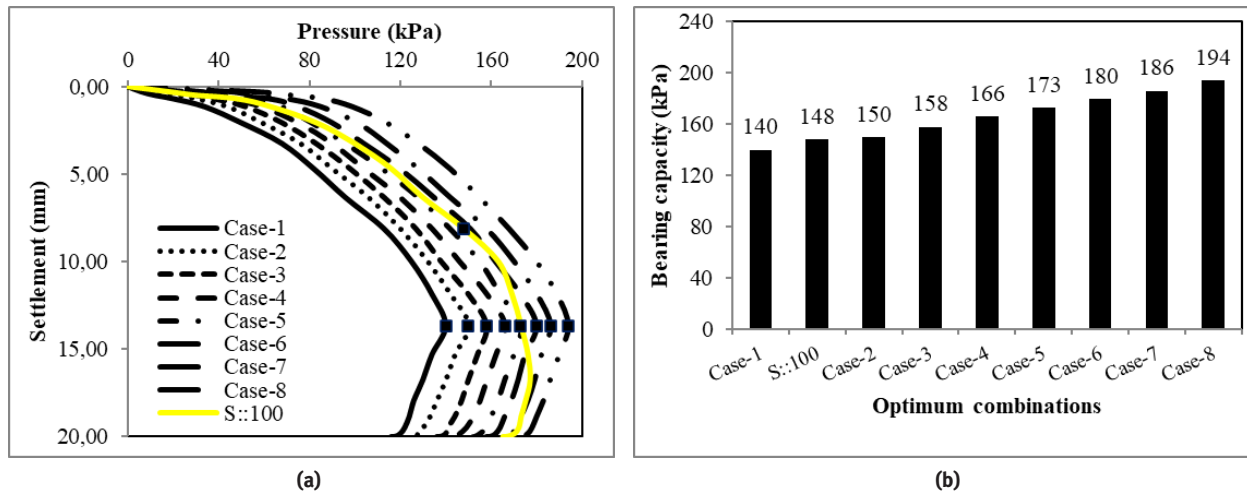 Pressure (kPa)
0 40 80 120 160 200
0,00
5,00
10,00
15,00
20,00
Settlement (mm)
Case-1
Case-2
Case-3
Case-4
Case-5
Case-6
Case-7
Case-8
S::100
(a)
240
200
160
120
80
40
0
Bearing capacity (kPa)
140 148 150 158 166 173 180 186 194
Case-1 S::100 Case-2 Case-3 Case-4 Case-5 Case-6 Case-7 Case-8
Optimum combinations
(b)